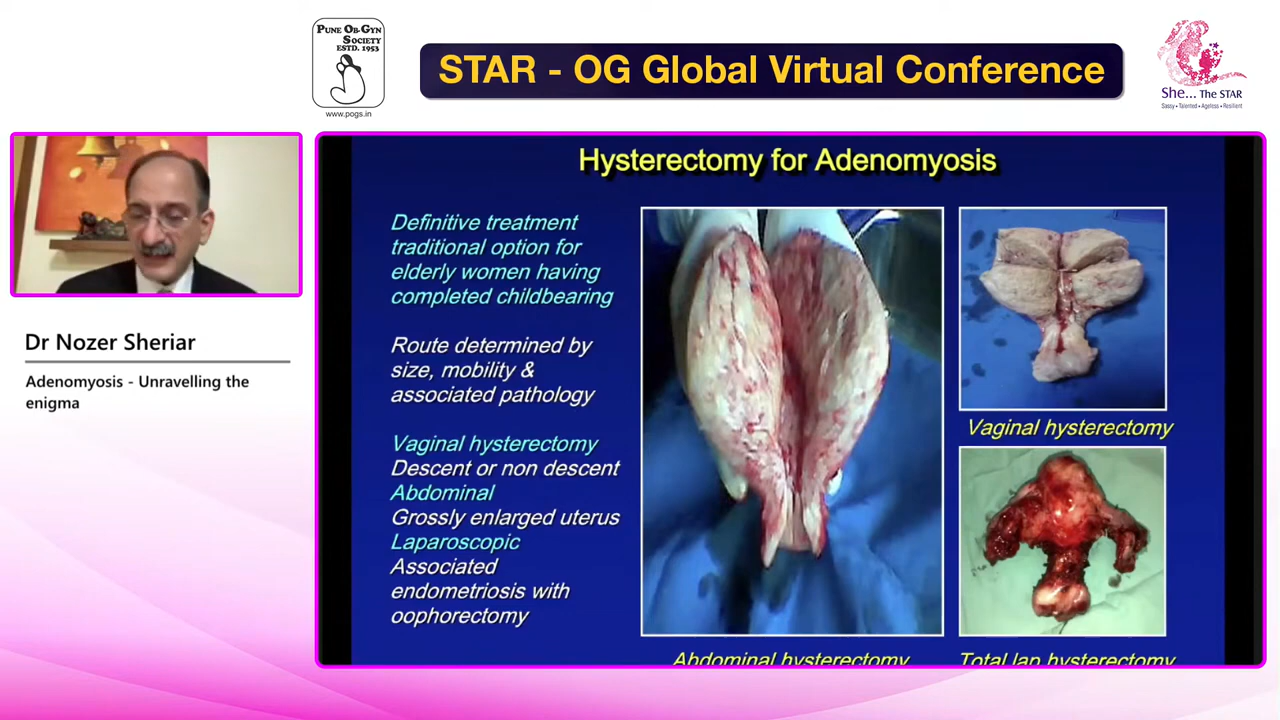 PUNE OB-GYN
SOCIETY
ESTD. 1953
www.pogs.in
STAR - OG Global Virtual Conference
She... THE STAR
Sassy • Talented • Ageless • Resilient
Dr Nozer Sheriar
Adenomyosis - Unravelling the
enigma
Hysterectomy for Adenomyosis
Definitive treatment
traditional option for
elderly women having
completed childbearing
Route determined by
size, mobility &
associated pathology
Vaginal hysterectomy
Descent or non descent
Abdominal
Grossly enlarged uterus
Laparoscopic
Associated
endometriosis with
oophorectomy
Abdominal hysterectomy
Vaginal hysterectomy
Total lap hysterectomy